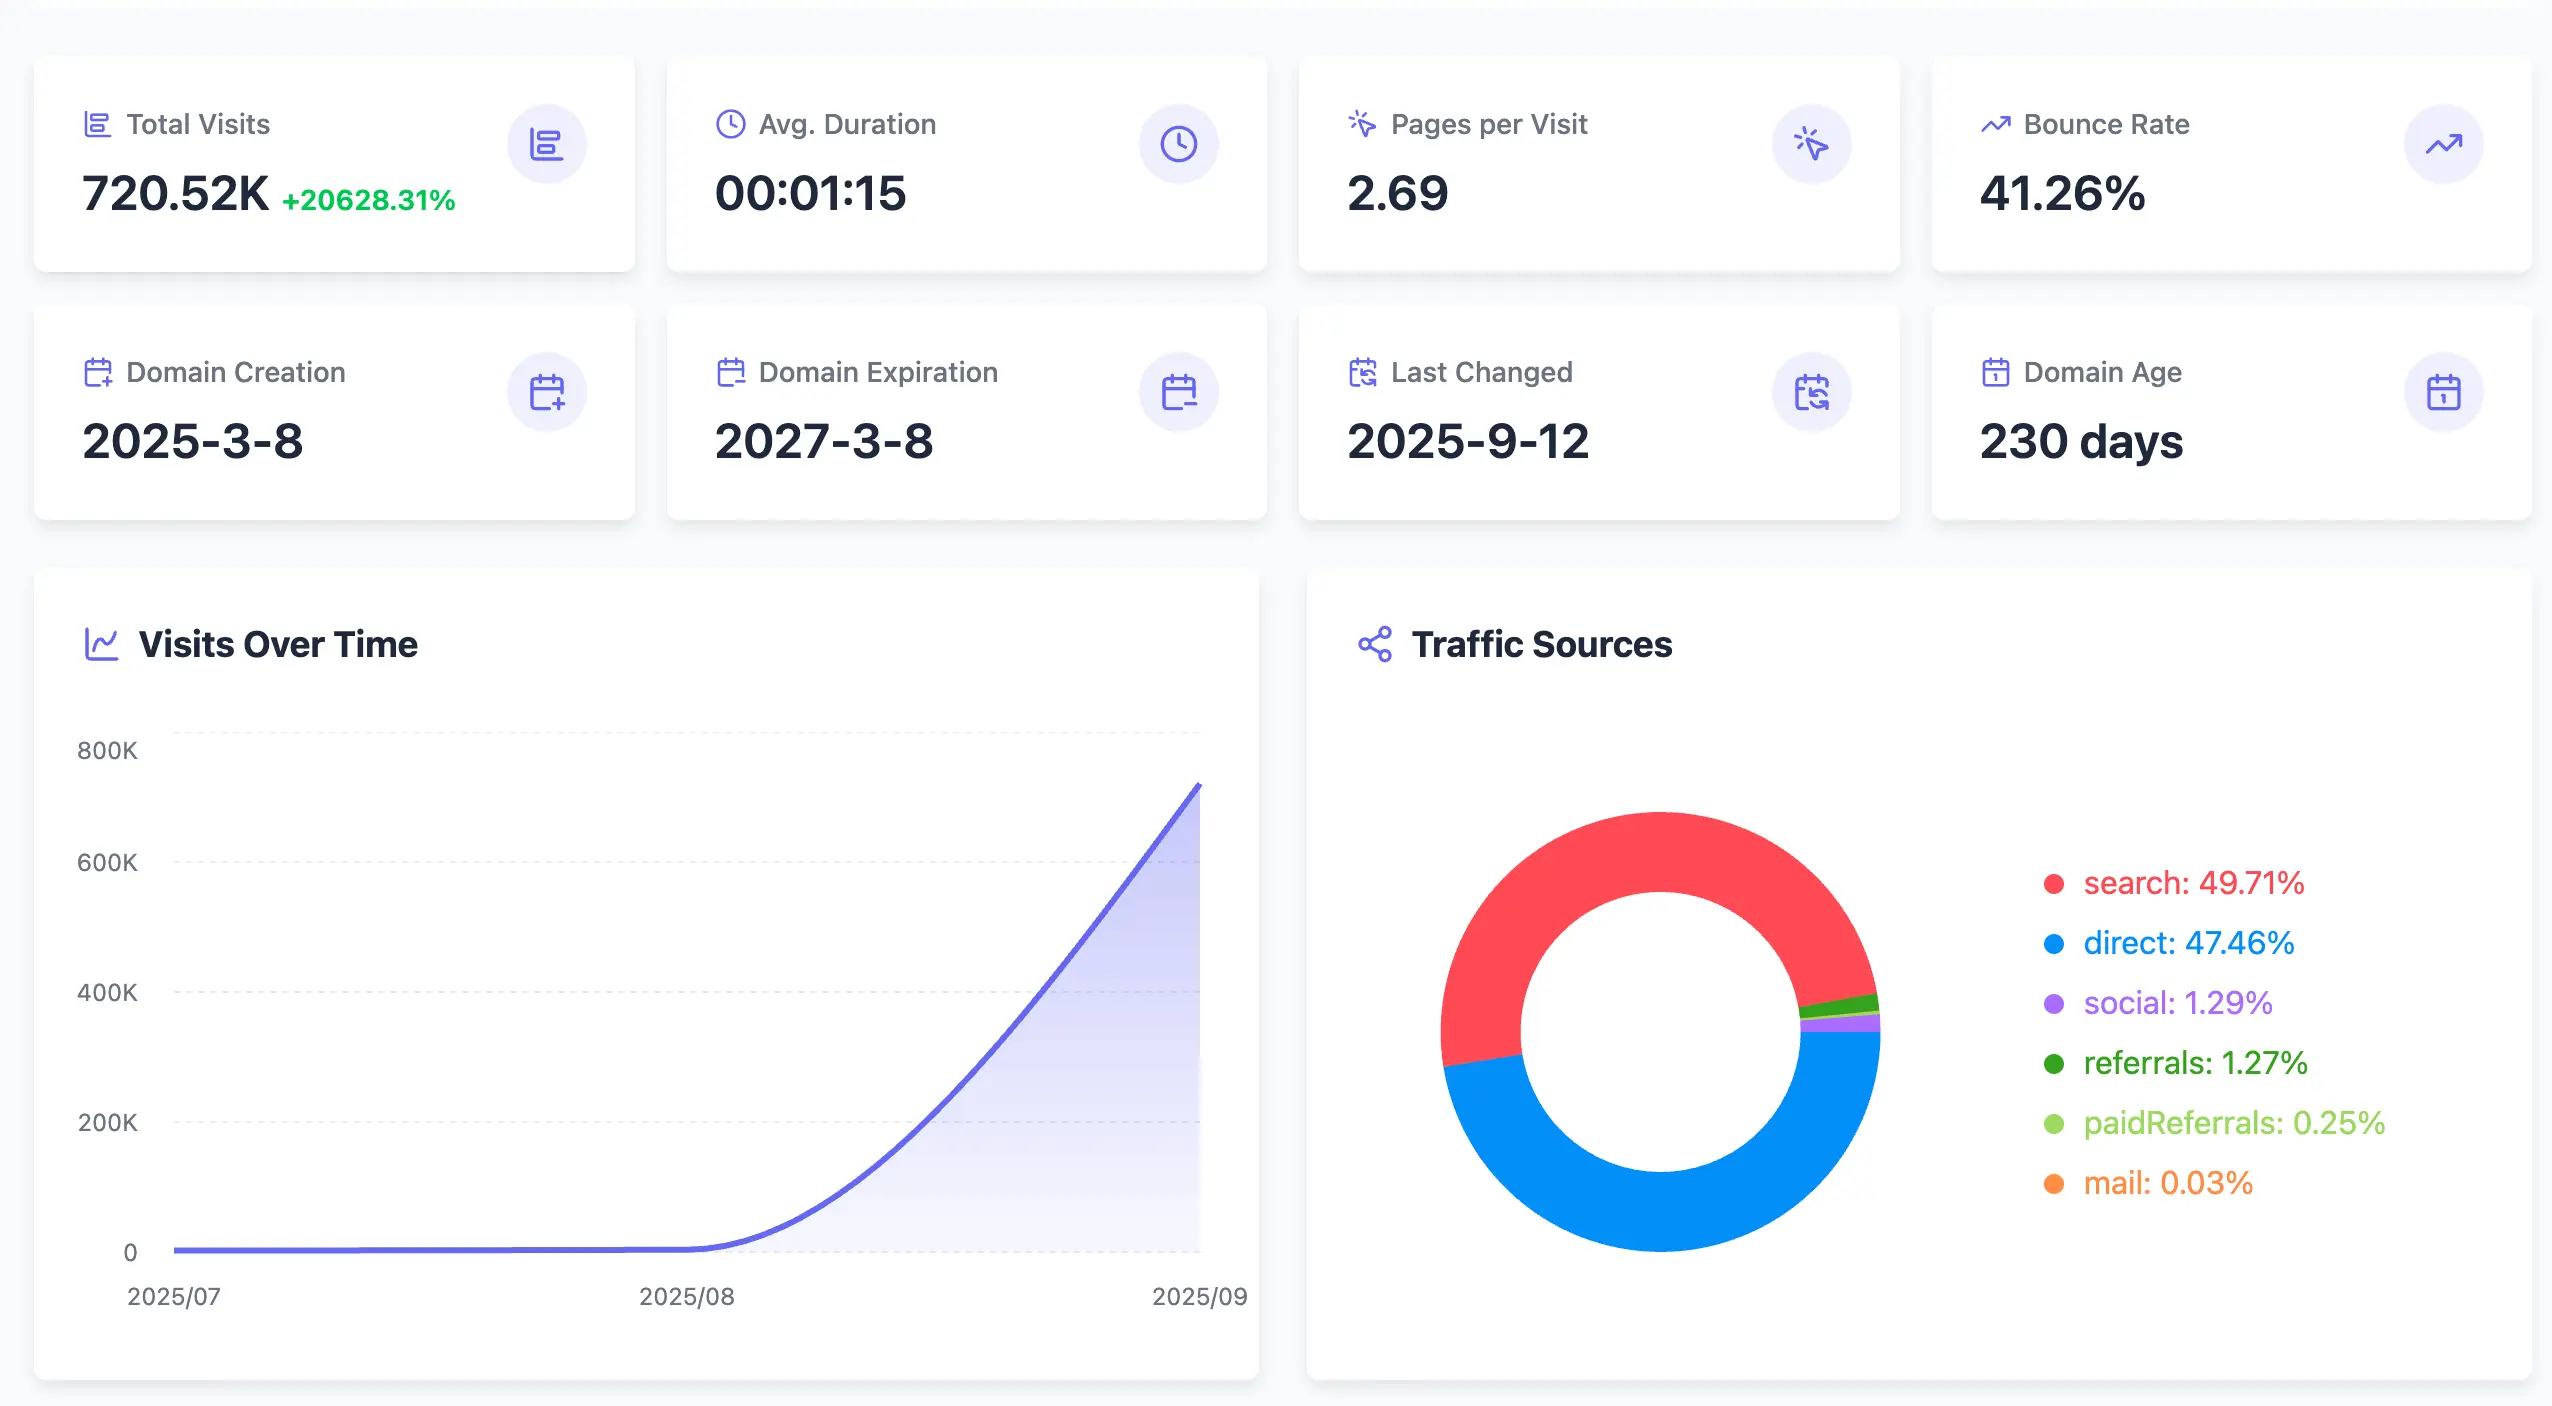 Total Visits
720.52K +20628.31%
Avg. Duration
00:01:15
Pages per Visit
2.69
Bounce Rate
41.26%
Domain Creation
2025-3-8
Domain Expiration
2027-3-8
Last Changed
2025-9-12
Domain Age
230 days
Visits Over Time
800K
600K
400K
200K
0
2025/07
2025/08
2025/09
Traffic Sources
search: 49.71%
direct: 47.46%
social: 1.29%
referrals: 1.27%
paidReferrals: 0.25%
mail: 0.03%